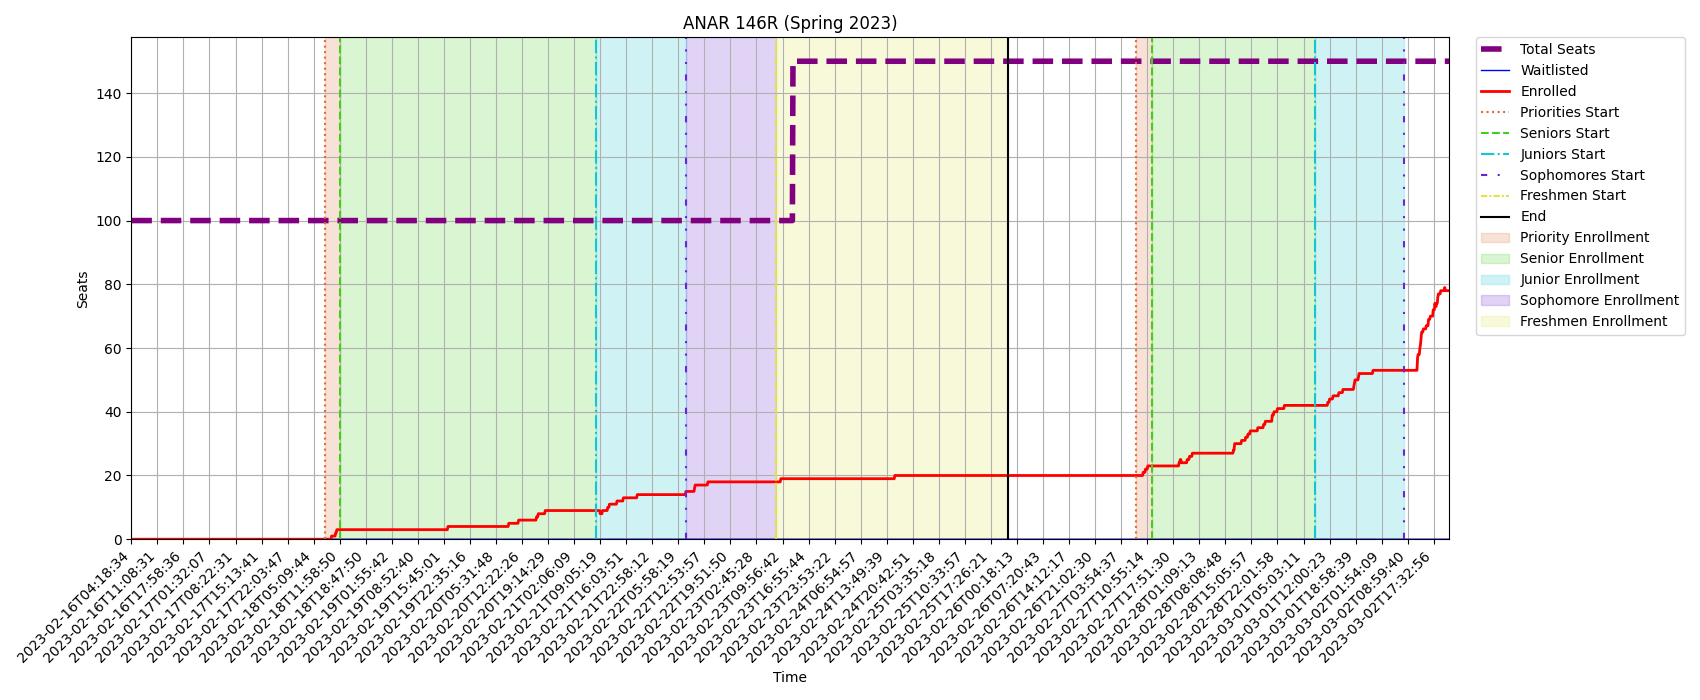 ANAR 146R (Spring 2023)
Total Seats
Waitlisted
Enrolled
Priorities Start
Seniors Start
Juniors Start
Sophomores Start
Freshmen Start
End
Priority Enrollment
Senior Enrollment
Junior Enrollment
Sophomore Enrollment
Freshmen Enrollment
Seats
140
120
100
80
60
40
20
0
2023-02-16T04:18:34
2023-02-16T11:08:31
2023-02-16T17:58:36
2023-02-17T01:32:07
2023-02-17T08:22:31
2023-02-17T15:13:41
2023-02-17T22:03:47
2023-02-18T05:09:44
2023-02-18T11:58:50
2023-02-18T18:47:50
2023-02-19T01:55:42
2023-02-19T08:52:40
2023-02-19T15:45:01
2023-02-19T22:35:16
2023-02-20T05:31:48
2023-02-20T12:22:26
2023-02-20T19:14:29
2023-02-21T02:06:09
2023-02-21T09:05:19
2023-02-21T16:03:51
2023-02-21T22:58:12
2023-02-22T05:58:19
2023-02-22T12:53:57
2023-02-22T19:51:50
2023-02-23T02:45:28
2023-02-23T09:56:42
2023-02-23T16:55:44
2023-02-23T23:53:22
2023-02-24T06:54:57
2023-02-24T13:49:39
2023-02-24T20:42:51
2023-02-25T03:35:18
2023-02-25T10:33:57
2023-02-25T17:26:21
2023-02-26T00:18:13
2023-02-26T07:20:43
2023-02-26T14:12:17
2023-02-26T21:02:30
2023-02-27T03:54:37
2023-02-27T10:55:14
2023-02-27T17:51:30
2023-02-28T01:09:13
2023-02-28T08:08:48
2023-02-28T15:05:57
2023-02-28T22:01:58
2023-03-01T05:03:11
2023-03-01T12:00:23
2023-03-01T18:58:39
2023-03-02T01:54:09
2023-03-02T08:59:40
2023-03-02T17:32:56
Time